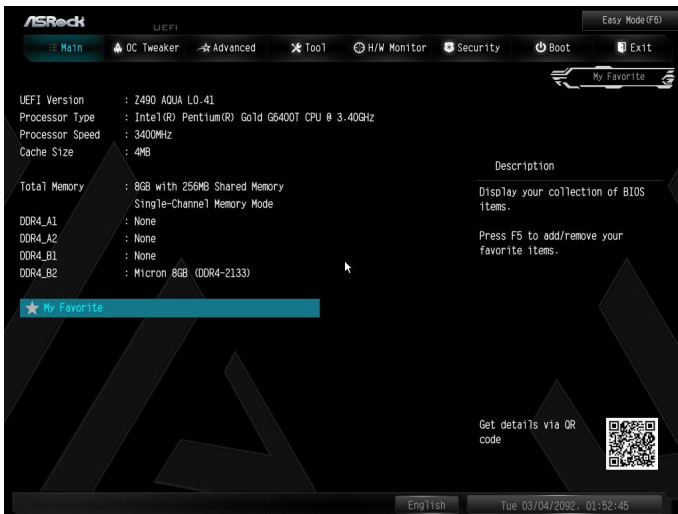 ASRock
UEFI
Easy Mode(F6)
Main OC Tweaker Advanced Tool H/W Monitor Security Boot Exit
My Favorite
UEFI Version : Z490 AQUA L0.41
Processor Type : Intel(R) Pentium(R) Gold G6400T CPU @ 3.40GHz
Processor Speed : 3400MHz
Cache Size : 4MB
Total Memory : 8GB with 256MB Shared Memory
Single-Channel Memory Mode
DDR4_A1 : None
DDR4_A2 : None
DDR4_B1 : None
DDR4_B2 : Micron 8GB (DDR4-2133)
My Favorite
Description
Display your collection of BIOS
items.
Press F5 to add/remove your
favorite items.
Get details via QR
code
English
Tue 03/04/2092, 01:52:45